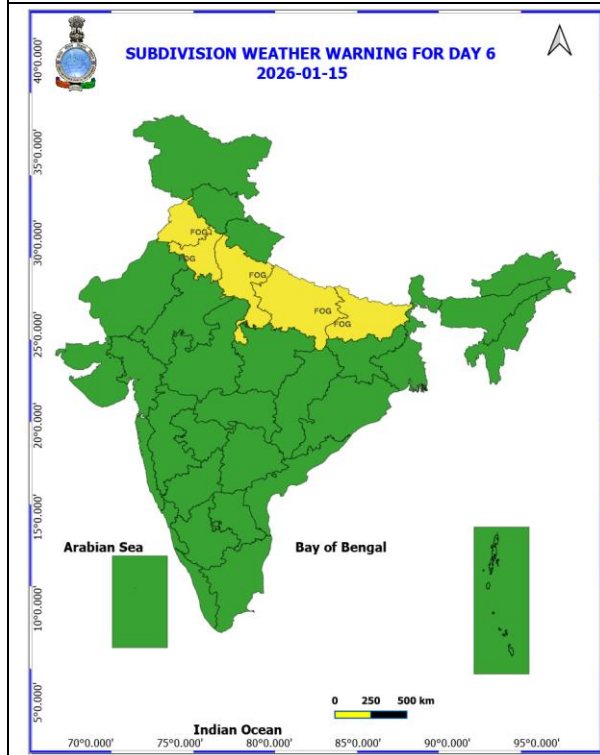 SUBDIVISION WEATHER WARNING FOR DAY 6
2026-01-15
40°0.000'
35°0.000'
30°0.000'
25°0.000'
20°0.000'
15°0.000'
10°0.000'
5°0.000'
FOG
FOG
FOG
FOG
FOG
Arabian Sea
Bay of Bengal
0 250 500 km
Indian Ocean
70°0.000' 75°0.000' 80°0.000' 85°0.000' 90°0.000' 95°0.000'